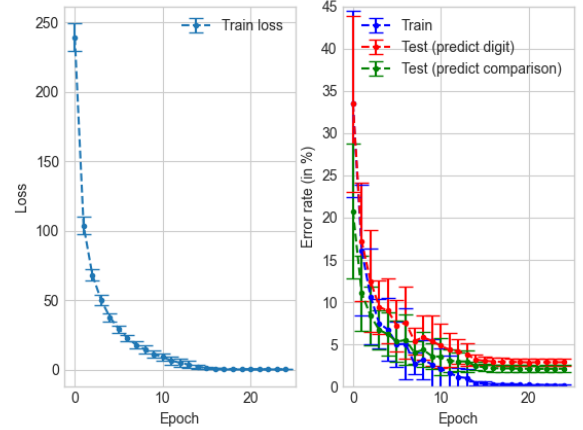 Train loss
250
200
150
100
50
0
Loss
0
10
20
Epoch
Train
Test (predict digit)
Test (predict comparison)
45
40
35
30
25
20
15
10
5
0
Error rate (in %)
0
10
20
Epoch